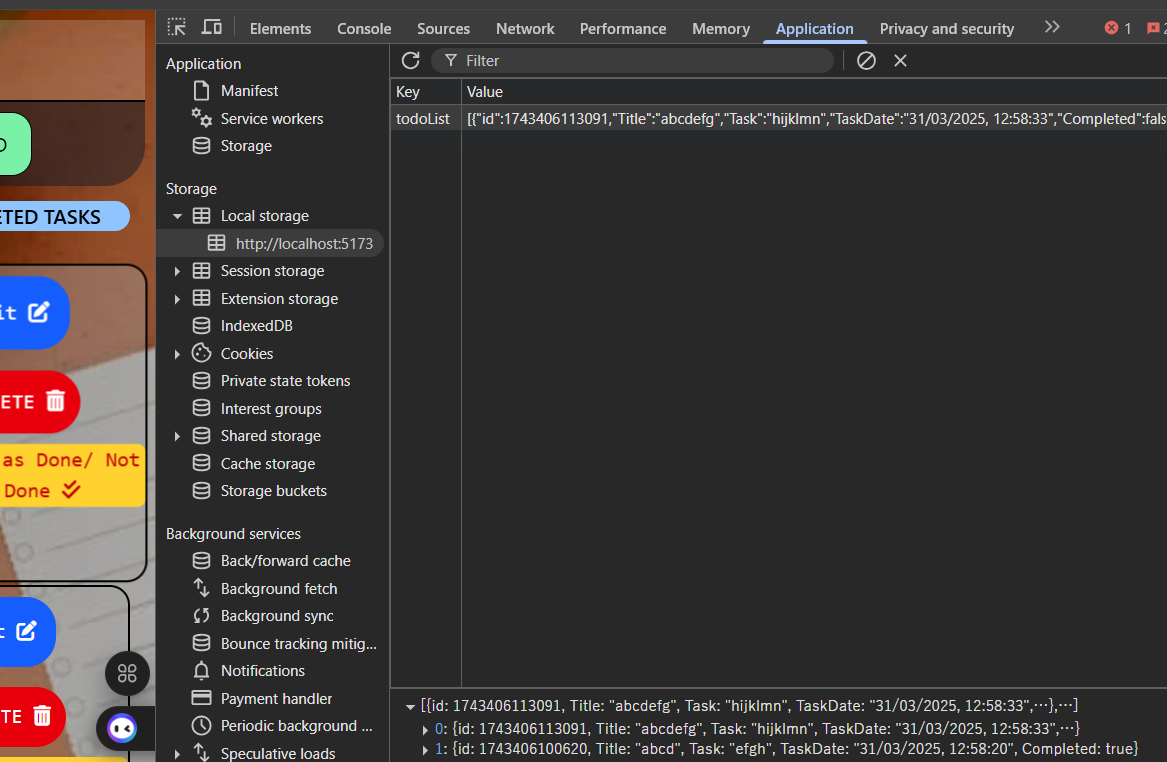 Elements Console Sources Network Performance Memory Application Privacy and security 1 2
Application
Manifest
Service workers
Storage
Storage
Local storage
http://localhost:5173
Session storage
Extension storage
IndexedDB
Cookies
Private state tokens
Interest groups
Shared storage
Cache storage
Storage buckets
Background services
Back/forward cache
Background fetch
Background sync
Bounce tracking mitig...
Notifications
Payment handler
Periodic background ...
Speculative loads
Filter
Key Value
todoList [{"id":1743406113091,"Title":"abcdefg","Task":"hijklmn","TaskDate":"31/03/2025, 12:58:33","Completed":fals
[{id: 1743406113091, Title: "abcdefg", Task: "hijklmn", TaskDate: "31/03/2025, 12:58:33",…},…]
0: {id: 1743406113091, Title: "abcdefg", Task: "hijklmn", TaskDate: "31/03/2025, 12:58:33",…}
1: {id: 1743406100620, Title: "abcd", Task: "efgh", TaskDate: "31/03/2025, 12:58:20", Completed: true}
ETED TASKS
it
ETE
as Done/ Not
Done
t
TE